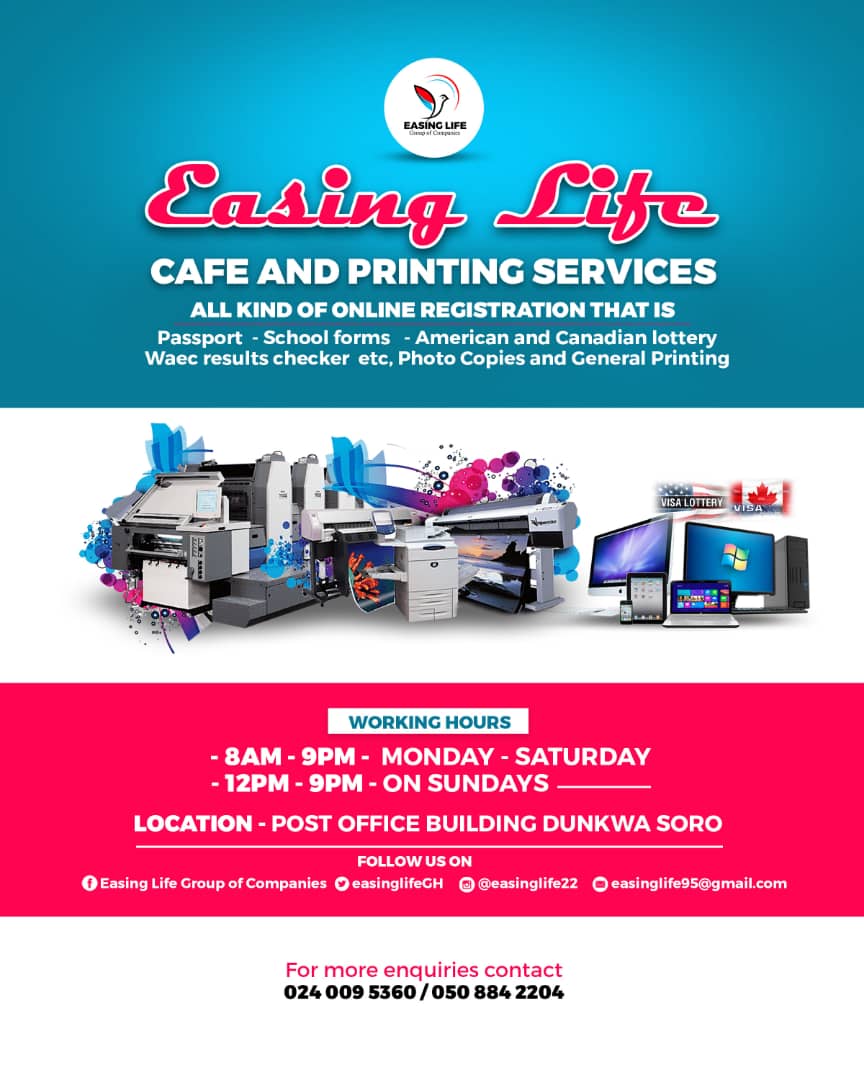 EASING LIFE
Group of Companies
Easing Life
CAFE AND PRINTING SERVICES
ALL KIND OF ONLINE REGISTRATION THAT IS
Passport - School forms - American and Canadian lottery
Waec results checker etc, Photo Copies and General Printing
VISA LOTTERY
VISA
WORKING HOURS
- 8AM - 9PM - MONDAY - SATURDAY
- 12PM - 9PM - ON SUNDAYS
LOCATION - POST OFFICE BUILDING DUNKWA SORO
FOLLOW US ON
Easing Life Group of Companies easinglifeGH @easinglife22 easinglife95@gmail.com
For more enquiries contact
024 009 5360 / 050 884 2204